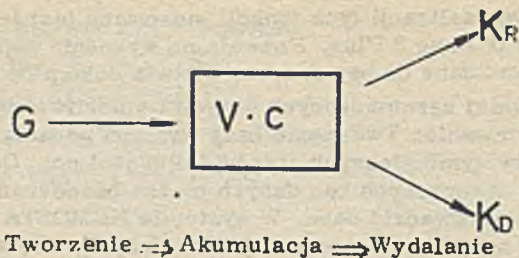 K_R
G → V·c
K_D
Tworzenie → Akumulacja ⟹ Wydalanie